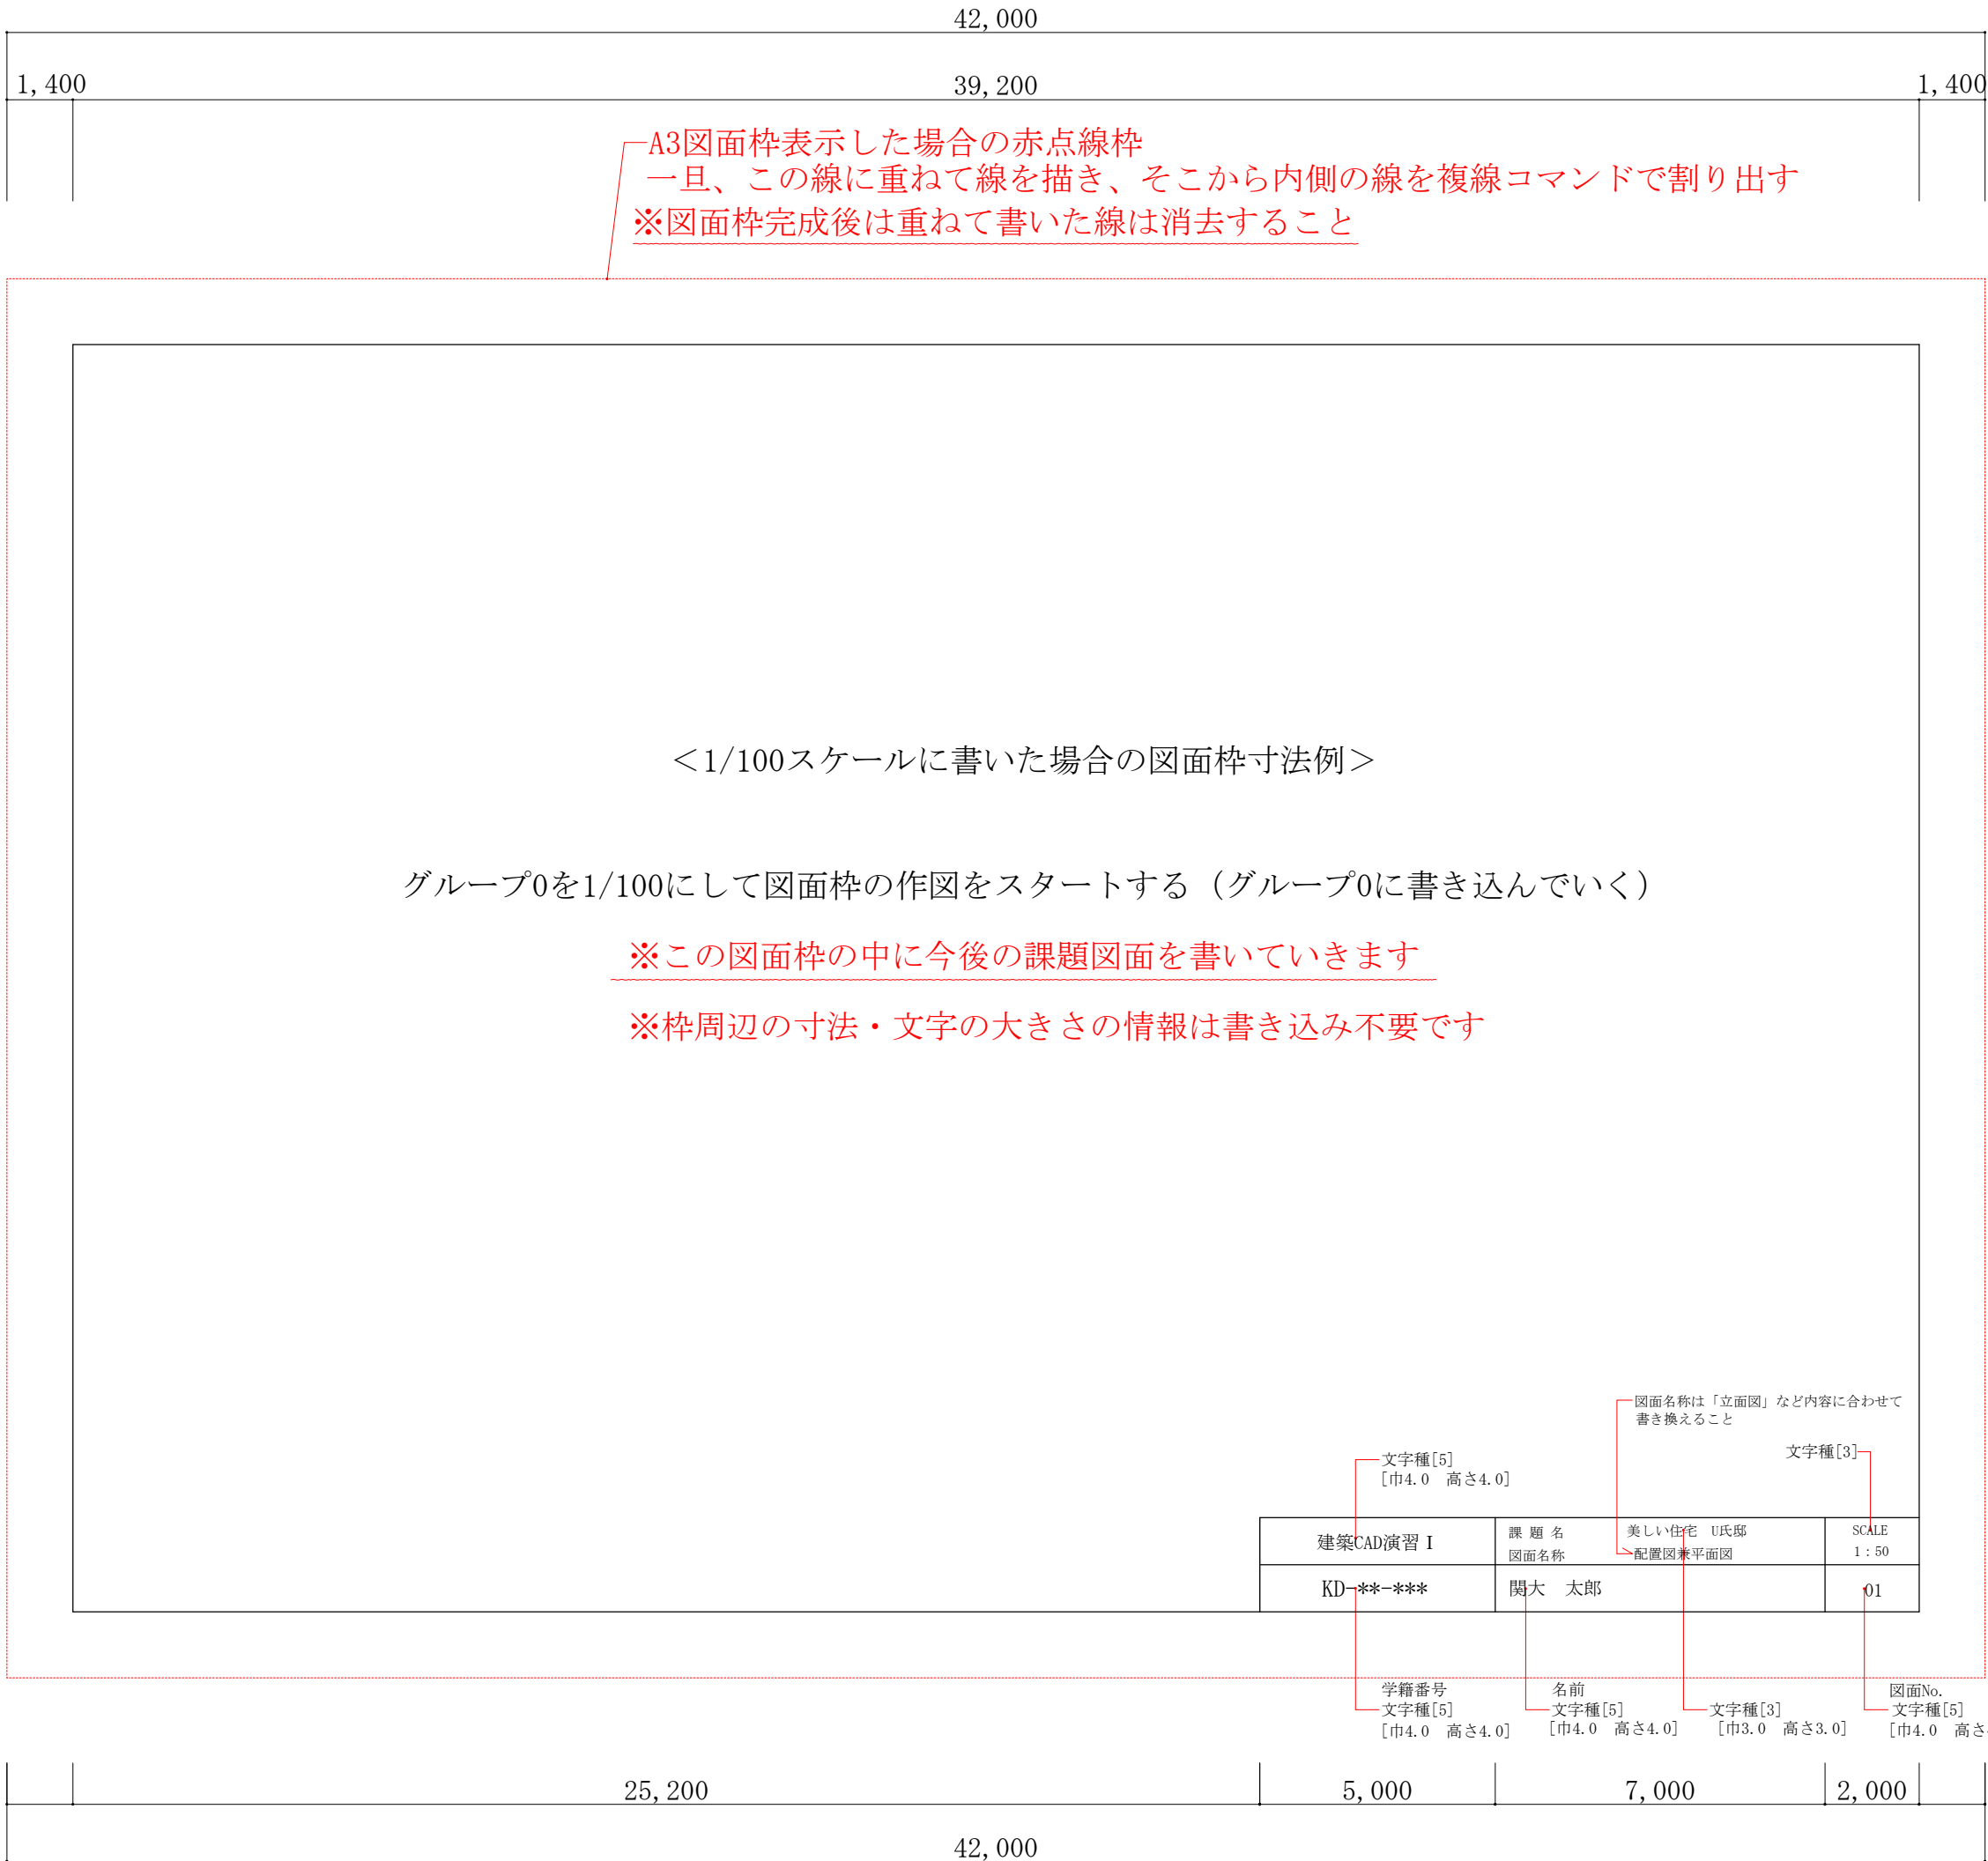 42,000
1,400 39,200 1,400
A3図面枠表示した場合の赤点線枠
一旦、この線に重ねて線を描き、そこから内側の線を複線コマンドで割り出す
※図面枠完成後は重ねて書いた線は消去すること
＜1/100スケールに書いた場合の図面枠寸法例＞
グループ0を1/100にして図面枠の作図をスタートする（グループ0に書き込んでいく）
※この図面枠の中に今後の課題図面を書いていきます
※枠周辺の寸法・文字の大きさの情報は書き込み不要です
図面名称は「立面図」など内容に合わせて
書き換えること
文字種[3]
文字種[5]
[巾4.0　高さ4.0]
建築CAD演習Ⅰ
課 題 名
美しい住宅　U氏邸
図面名称
配置図兼平面図
SCALE
1：50
KD-**-***
関大　太郎
01
学籍番号
文字種[5]
[巾4.0　高さ4.0]
名前
文字種[5]
[巾4.0　高さ4.0]
文字種[3]
[巾3.0　高さ3.0]
図面No.
文字種[5]
[巾4.0　高さ
25,200 5,000 7,000 2,000
42,000